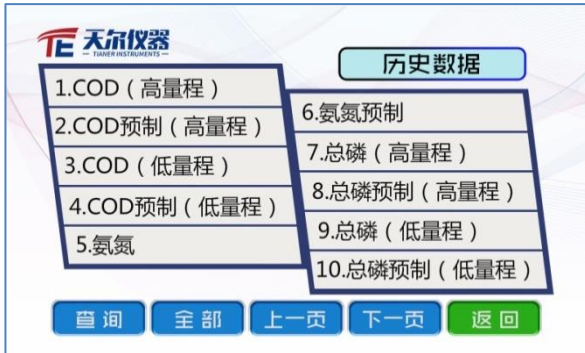 天尔仪器
TIANER INSTRUMENTS
历史数据
1.COD（高量程）
2.COD预制（高量程）
3.COD（低量程）
4.COD预制（低量程）
5.氨氮
6.氨氮预制
7.总磷（高量程）
8.总磷预制（高量程）
9.总磷（低量程）
10.总磷预制（低量程）
查询
全部
上一页
下一页
返回